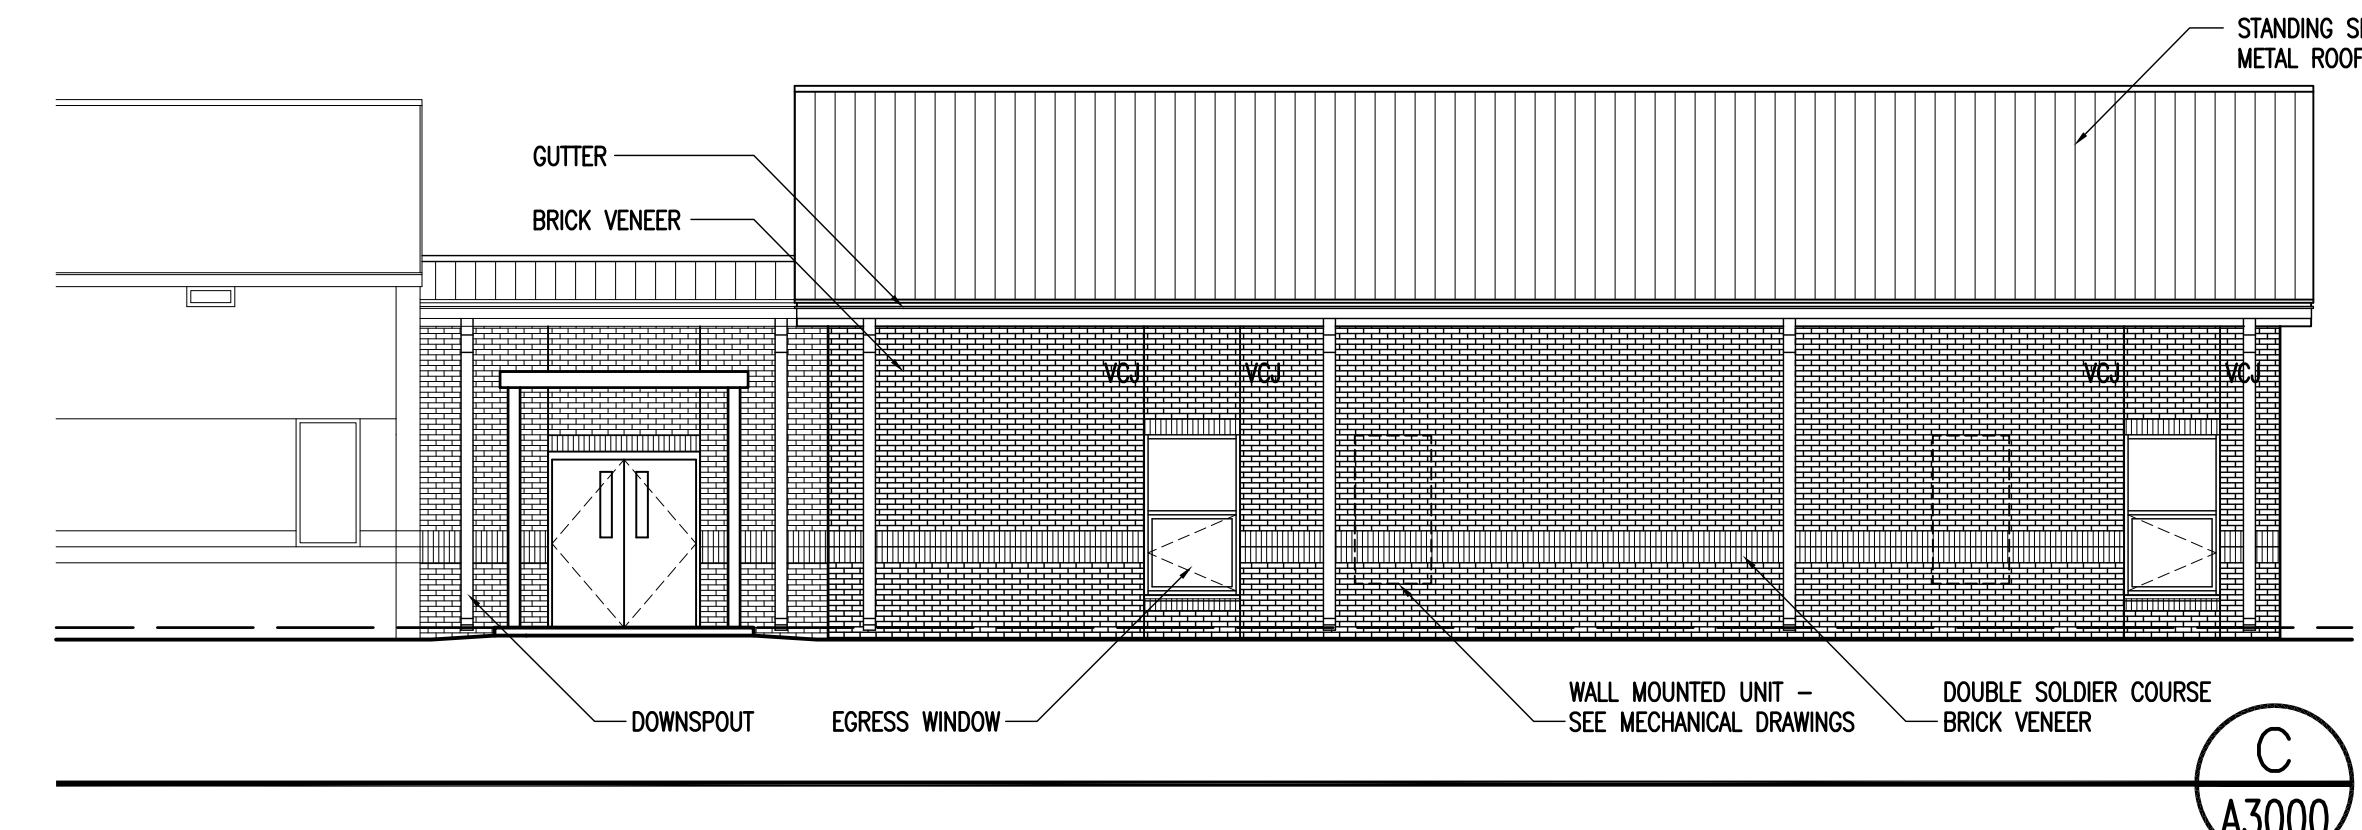 STANDING
METAL ROOF
GUTTER
BRICK VENEER
VCJ
VCJ
VCJ
VCJ
DOWNSPOUT
EGRESS WINDOW
WALL MOUNTED UNIT -
SEE MECHANICAL DRAWINGS
DOUBLE SOLDIER COURSE
BRICK VENEER
C
A3000